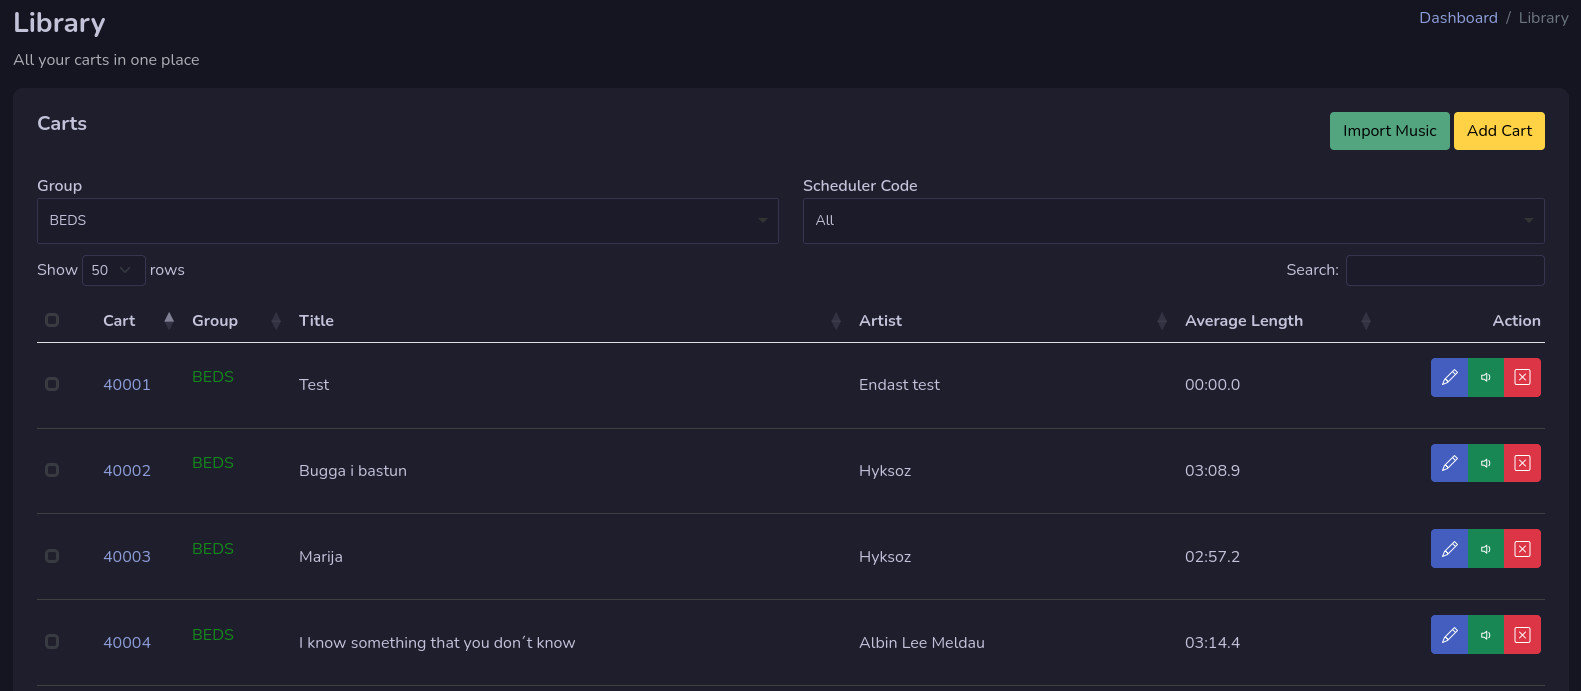 Library
Dashboard / Library
All your carts in one place
Carts
Import Music Add Cart
Group Scheduler Code
BEDS All
Show 50 rows Search:
Cart Group Title Artist Average Length Action
40001 BEDS Test Endast test 00:00.0
40002 BEDS Bugga i bastun Hyksoz 03:08.9
40003 BEDS Marija Hyksoz 02:57.2
40004 BEDS I know something that you don´t know Albin Lee Meldau 03:14.4